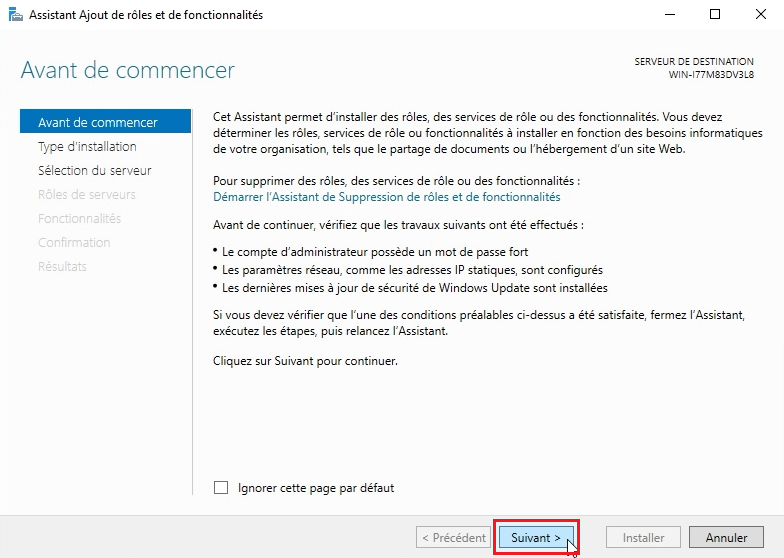 Assistant Ajout de rôles et de fonctionnalités
Avant de commencer
SERVEUR DE DESTINATION
WIN-I77M83DV3L8
Avant de commencer
Type d'installation
Sélection du serveur
Rôles de serveurs
Fonctionnalités
Confirmation
Résultats
Cet Assistant permet d'installer des rôles, des services de rôle ou des fonctionnalités. Vous devez
déterminer les rôles, services de rôle ou fonctionnalités à installer en fonction des besoins informatiques
de votre organisation, tels que le partage de documents ou l'hébergement d'un site Web.
Pour supprimer des rôles, des services de rôle ou des fonctionnalités :
Démarrer l'Assistant de Suppression de rôles et de fonctionnalités
Avant de continuer, vérifiez que les travaux suivants ont été effectués :
• Le compte d'administrateur possède un mot de passe fort
• Les paramètres réseau, comme les adresses IP statiques, sont configurés
• Les dernières mises à jour de sécurité de Windows Update sont installées
Si vous devez vérifier que l'une des conditions préalables ci-dessus a été satisfaite, fermez l'Assistant,
exécutez les étapes, puis relancez l'Assistant.
Cliquez sur Suivant pour continuer.
Ignorer cette page par défaut
< Précédent
Suivant >
Installer
Annuler